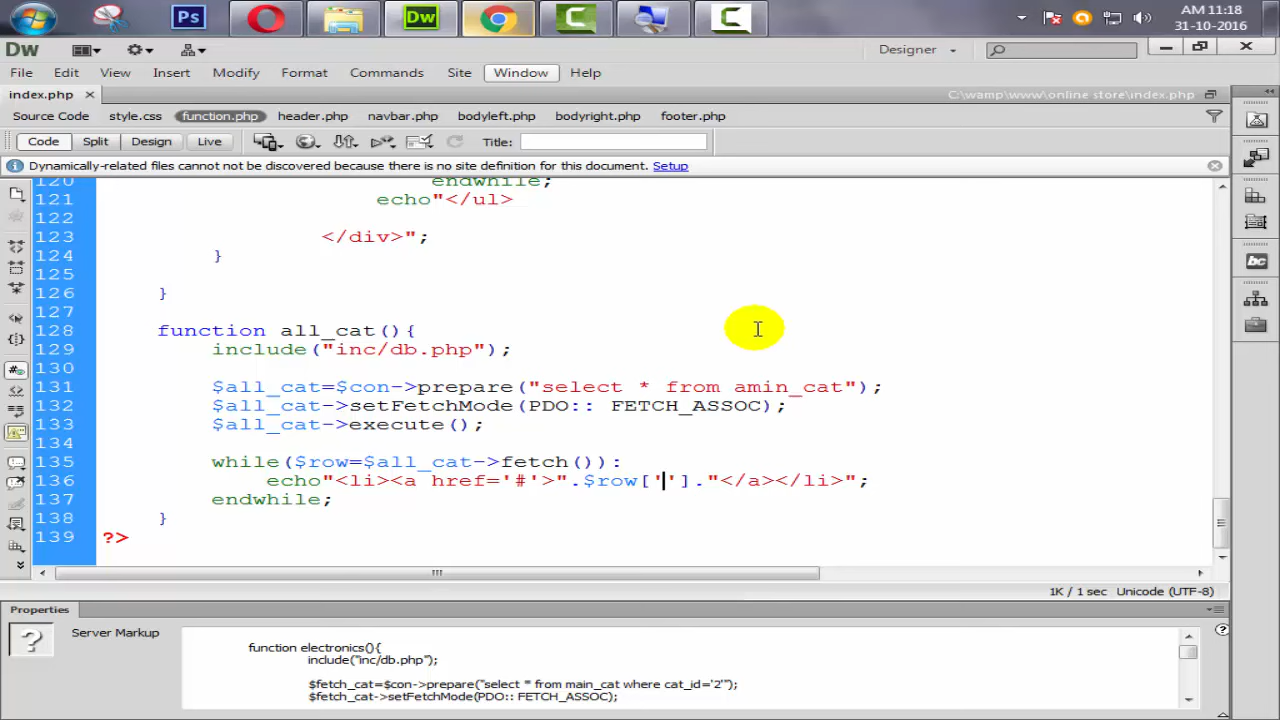 AM 11:18
Ps
Dw
31-10-2016
Dw
Designer
File Edit View Insert Modify Format Commands Site Window Help
index.php
C:\wamp\www\online store\index.php
Source Code style.css function.php header.php navbar.php bodyleft.php bodyright.php footer.php
Code Split Design Live Title:
Dynamically-related files cannot not be discovered because there is no site definition for this document. Setup
120 endwhile;
121 echo"</ul>
122
123 </div>";
124 }
125
126 }
127
128 function all_cat(){
129 include("inc/db.php");
130
131 $all_cat=$con->prepare("select * from amin_cat");
132 $all_cat->setFetchMode(PDO:: FETCH_ASSOC);
133 $all_cat->execute();
134
135 while($row=$all_cat->fetch()):
136 echo"<li><a href='#'>".$row['']."</a></li>";
137 endwhile;
138 }
139 ?>
bc
1K / 1 sec Unicode (UTF-8)
Properties
Server Markup
function electronics(){
include("inc/db.php");
$fetch_cat=$con->prepare("select * from main_cat where cat_id='2'");
$fetch_cat->setFetchMode(PDO:: FETCH_ASSOC);